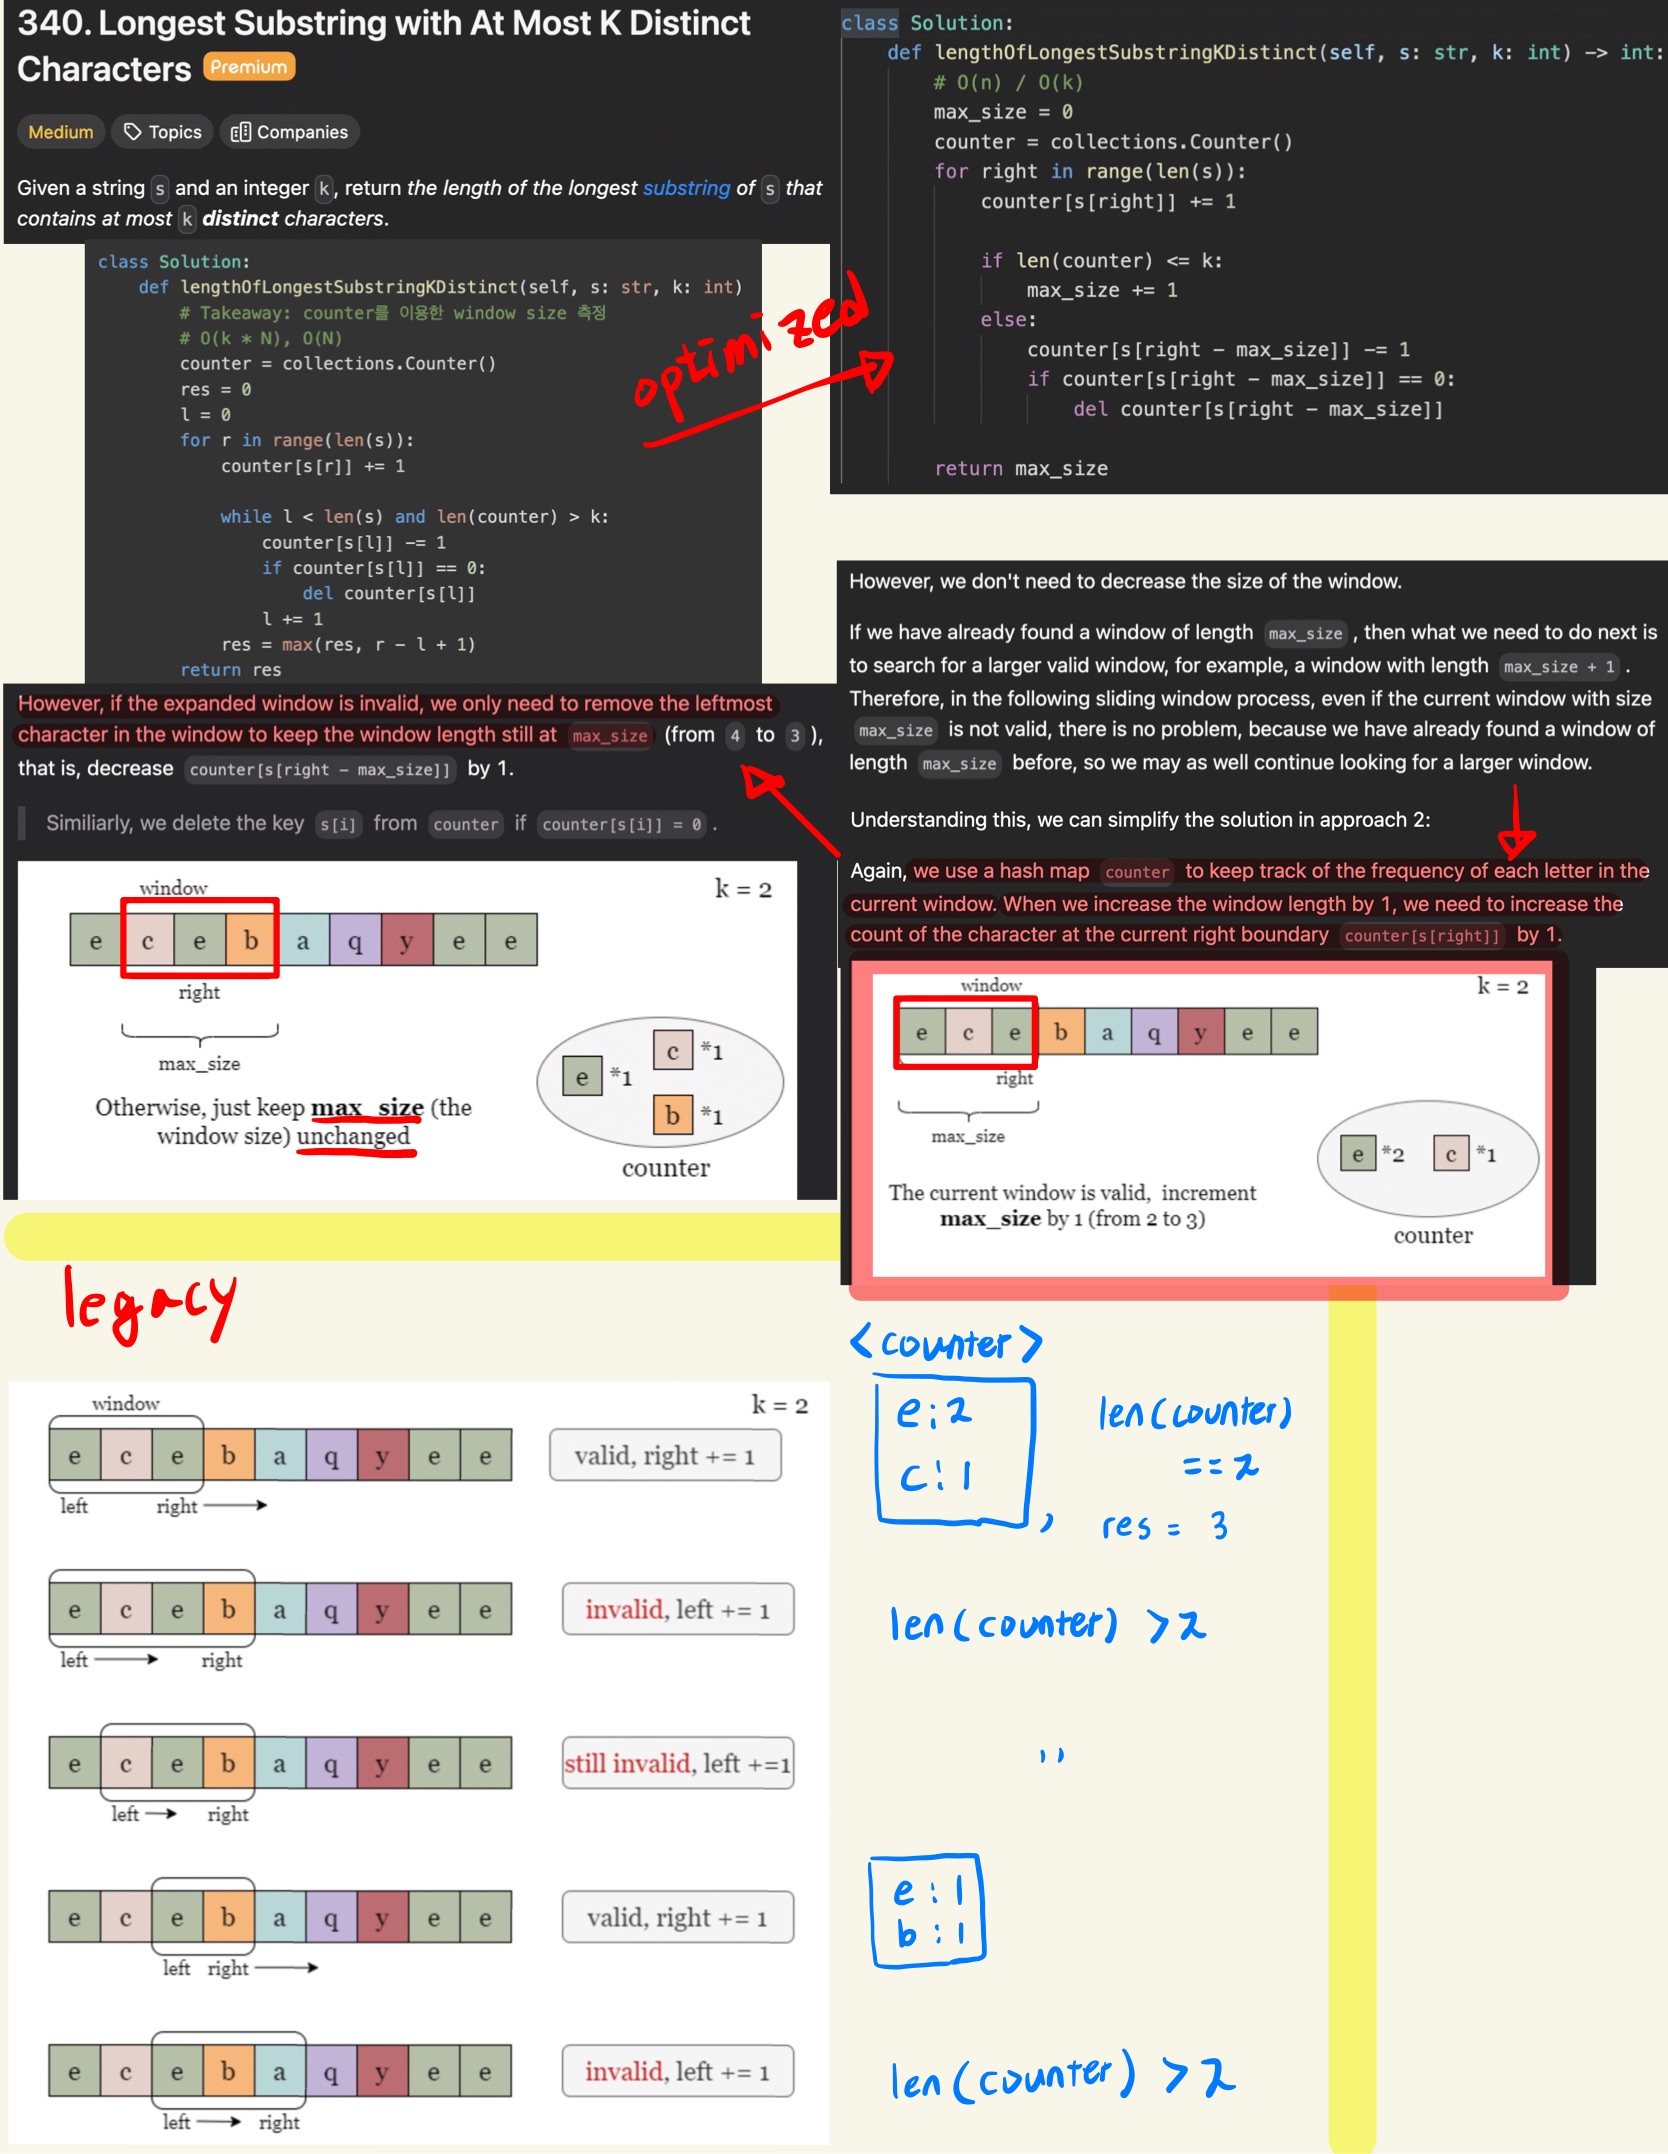 340. Longest Substring with At Most K Distinct
Characters Premium
Medium Topics Companies
Given a string s and an integer k, return the length of the longest substring of s that
contains at most k distinct characters.
class Solution:
def lengthOfLongestSubstringKDistinct(self, s: str, k: int)
# Takeaway: counter를 이용한 window size 측정
# O(k * N), O(N)
counter = collections.Counter()
res = 0
l = 0
for r in range(len(s)):
counter[s[r]] += 1
while l < len(s) and len(counter) > k:
counter[s[l]] -= 1
if counter[s[l]] == 0:
del counter[s[l]]
l += 1
res = max(res, r - l + 1)
return res
optimized
class Solution:
def lengthOfLongestSubstringKDistinct(self, s: str, k: int) -> int:
# O(n) / O(k)
max_size = 0
counter = collections.Counter()
for right in range(len(s)):
counter[s[right]] += 1
if len(counter) <= k:
max_size += 1
else:
counter[s[right - max_size]] -= 1
if counter[s[right - max_size]] == 0:
del counter[s[right - max_size]]
return max_size
However, we don't need to decrease the size of the window.
If we have already found a window of length max_size , then what we need to do next is
to search for a larger valid window, for example, a window with length max_size + 1 .
Therefore, in the following sliding window process, even if the current window with size
max_size is not valid, there is no problem, because we have already found a window of
length max_size before, so we may as well continue looking for a larger window.
Understanding this, we can simplify the solution in approach 2:
Again, we use a hash map counter to keep track of the frequency of each letter in the
current window. When we increase the window length by 1, we need to increase the
count of the character at the current right boundary counter[s[right]] by 1.
window
k = 2
e c e b a q y e e
right
max_size
e *2 c *1
The current window is valid, increment
max_size by 1 (from 2 to 3)
counter
However, if the expanded window is invalid, we only need to remove the leftmost
character in the window to keep the window length still at max_size (from 4 to 3 ),
that is, decrease counter[s[right - max_size]] by 1.
Similiarly, we delete the key s[i] from counter if counter[s[i]] = 0 .
window
k = 2
e c e b a q y e e
right
max_size
c *1
e *1
b *1
Otherwise, just keep max_size (the
window size) unchanged
counter
legacy
window
k = 2
e c e b a q y e e
valid, right += 1
left right
e c e b a q y e e
invalid, left += 1
left right
e c e b a q y e e
still invalid, left +=1
left right
e c e b a q y e e
valid, right += 1
left right
e c e b a q y e e
invalid, left += 1
left right
<counter>
e:2
c:1
,
len(counter)
==2
res = 3
len(counter) >2
''
e:1
b:1
len(counter) >2